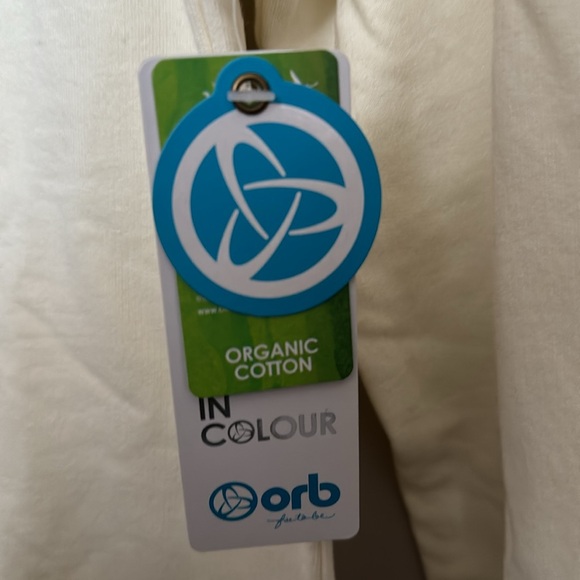 ORGANIC
COTTON
IN
COLOUR
orb
free to be